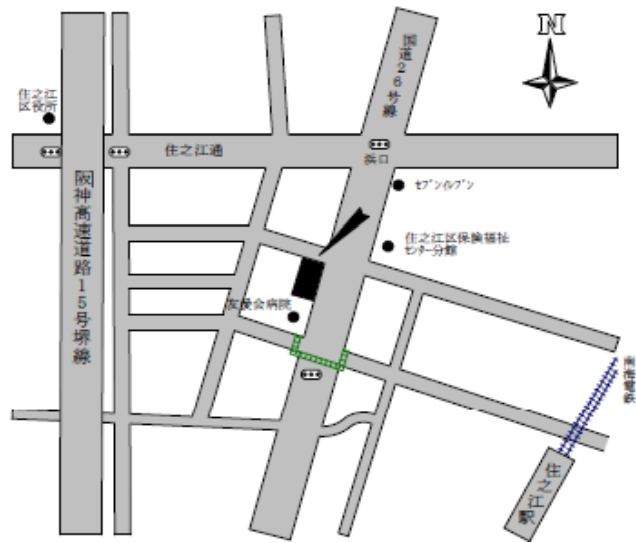 N
国道26号線
住之江
区役所
住之江通
浜口
セブンイレブン
阪神高速道路15号堺線
住之江区保険福祉
センター分館
友愛会病院
南海電鉄
住之江駅